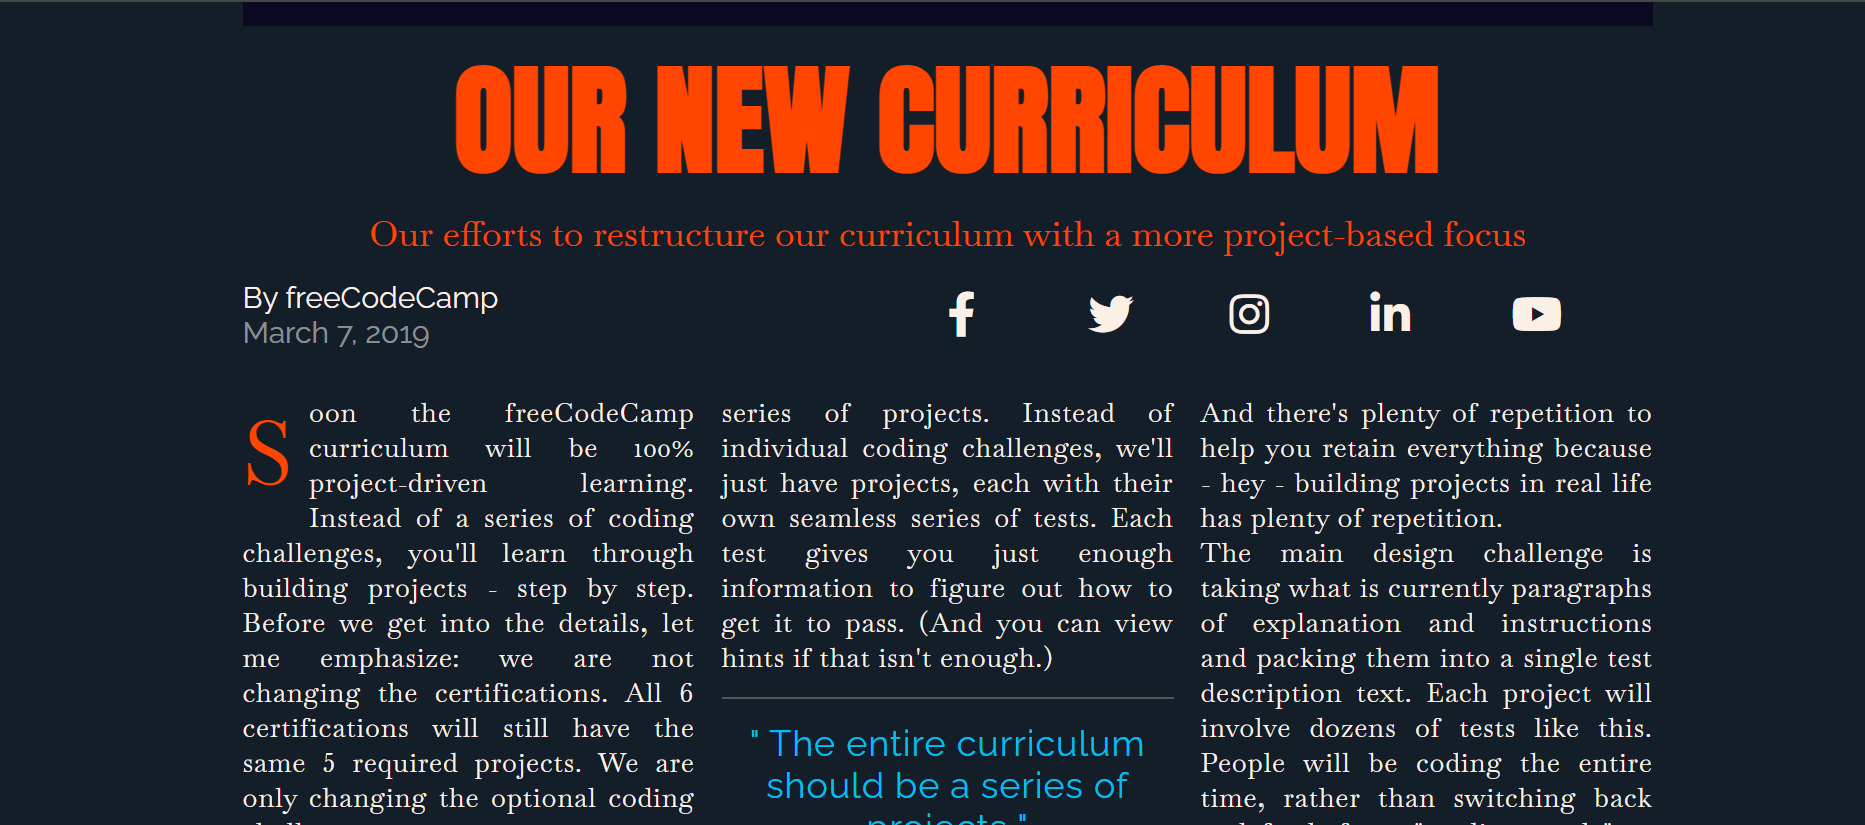 OUR NEW CURRICULUM
Our efforts to restructure our curriculum with a more project-based focus
By freeCodeCamp
March 7, 2019
Soon the freeCodeCamp
curriculum will be 100%
project-driven learning.
Instead of a series of coding
challenges, you'll learn through
building projects - step by step.
Before we get into the details, let
me emphasize: we are not
changing the certifications. All 6
certifications will still have the
same 5 required projects. We are
only changing the optional coding
series of projects. Instead of
individual coding challenges, we'll
just have projects, each with their
own seamless series of tests. Each
test gives you just enough
information to figure out how to
get it to pass. (And you can view
hints if that isn't enough.)
" The entire curriculum
should be a series of
projects "
And there's plenty of repetition to
help you retain everything because
- hey - building projects in real life
has plenty of repetition.
The main design challenge is
taking what is currently paragraphs
of explanation and instructions
and packing them into a single test
description text. Each project will
involve dozens of tests like this.
People will be coding the entire
time, rather than switching back